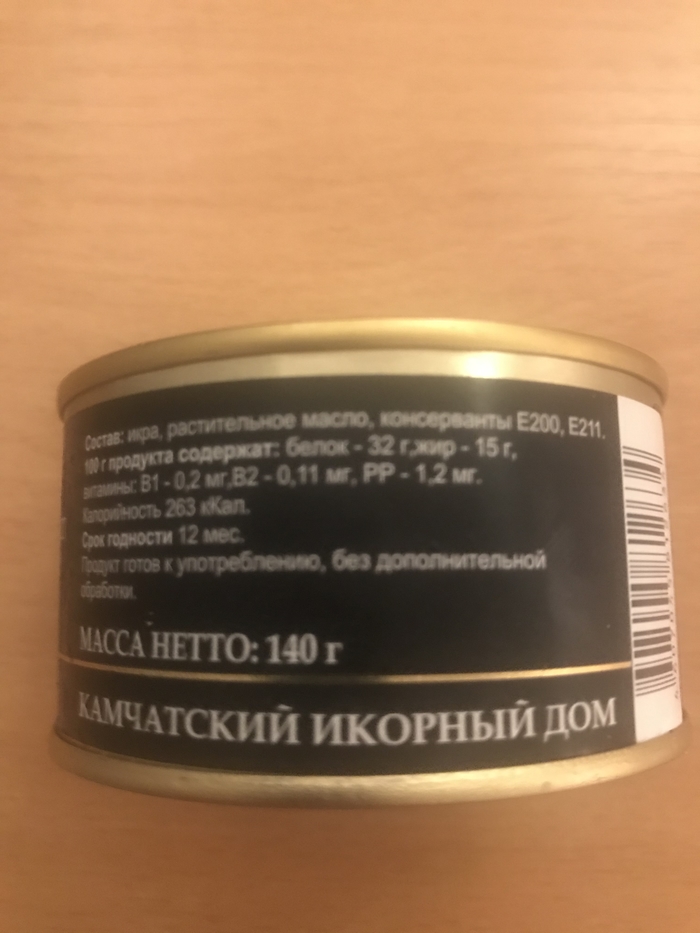 Состав: икра, растительное масло, консерванты Е200, Е211.
100 г продукта содержат: белок - 32 г,жир - 15 г,
витамины: В1 - 0,2 мг,В2 - 0,11 мг, РР - 1,2 мг.
Калорийность 263 кКал.
Срок годности 12 мес.
Продукт готов к употреблению, без дополнительной
обработки.
МАССА НЕТТО: 140 г
КАМЧАТСКИЙ ИКОРНЫЙ ДОМ